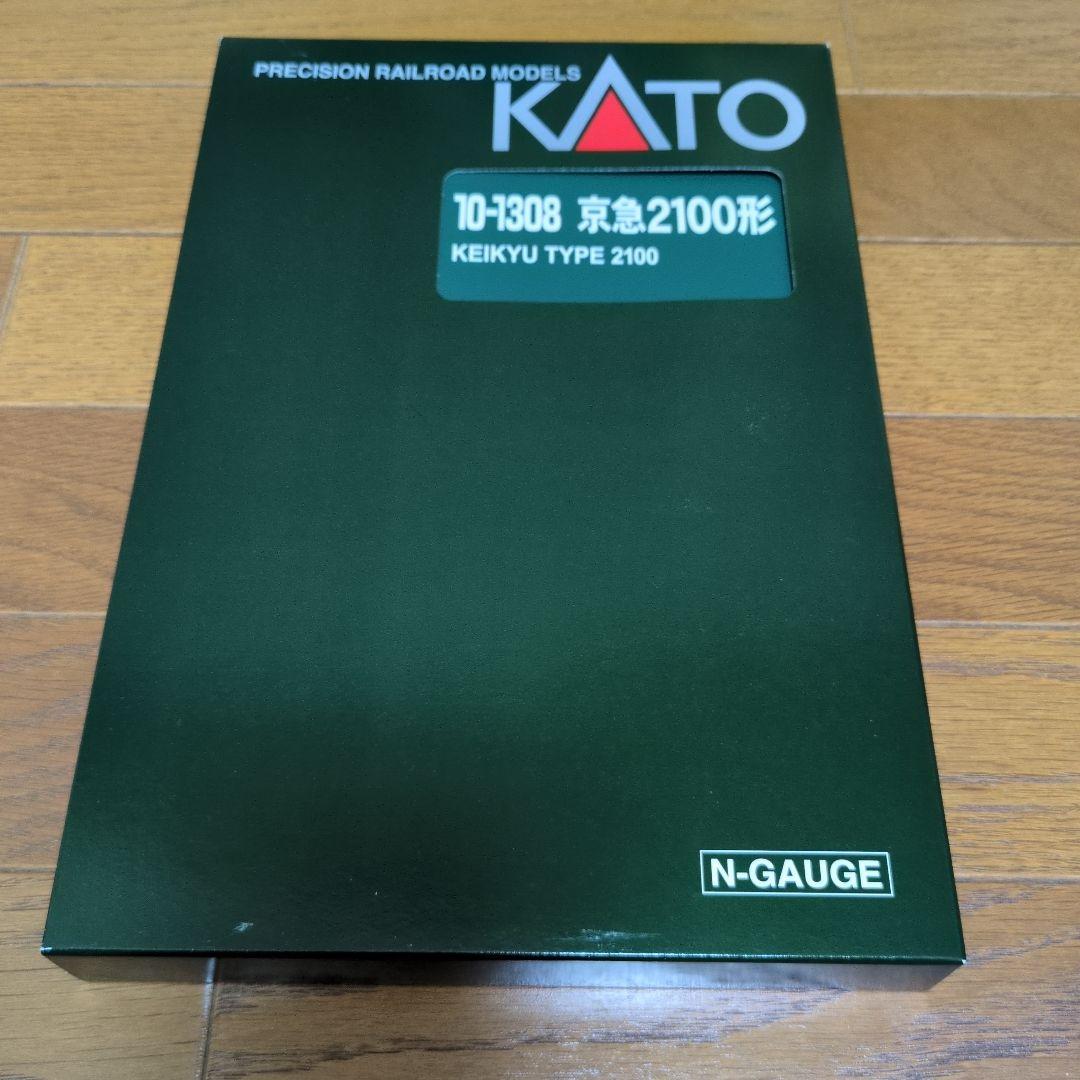 PRECISION RAILROAD MODELS
KATO
10-1308 京急2100形
KEIKYU TYPE 2100
N-GAUGE